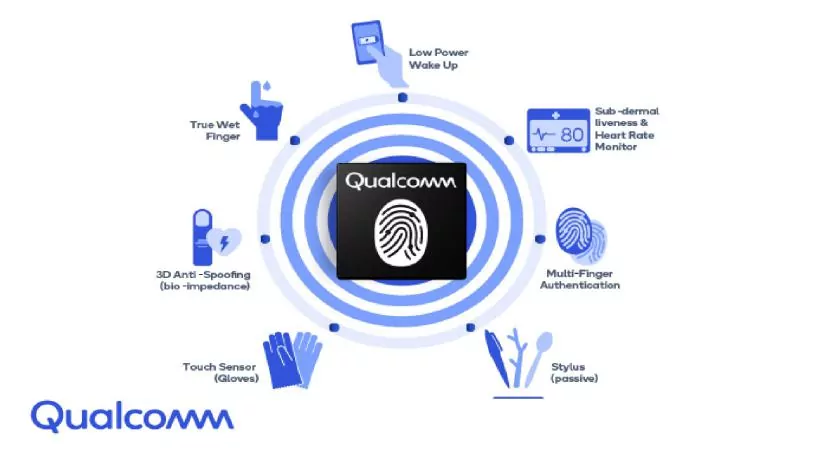 Low Power
Wake Up
True Wet
Finger
Sub-dermal
liveness &
Heart Rate
Monitor
80
Qualcomm
3D Anti -Spoofing
(bio -impedance)
Multi-Finger
Authentication
Touch Sensor
(Gloves)
Stylus
(passive)
Qualcomm